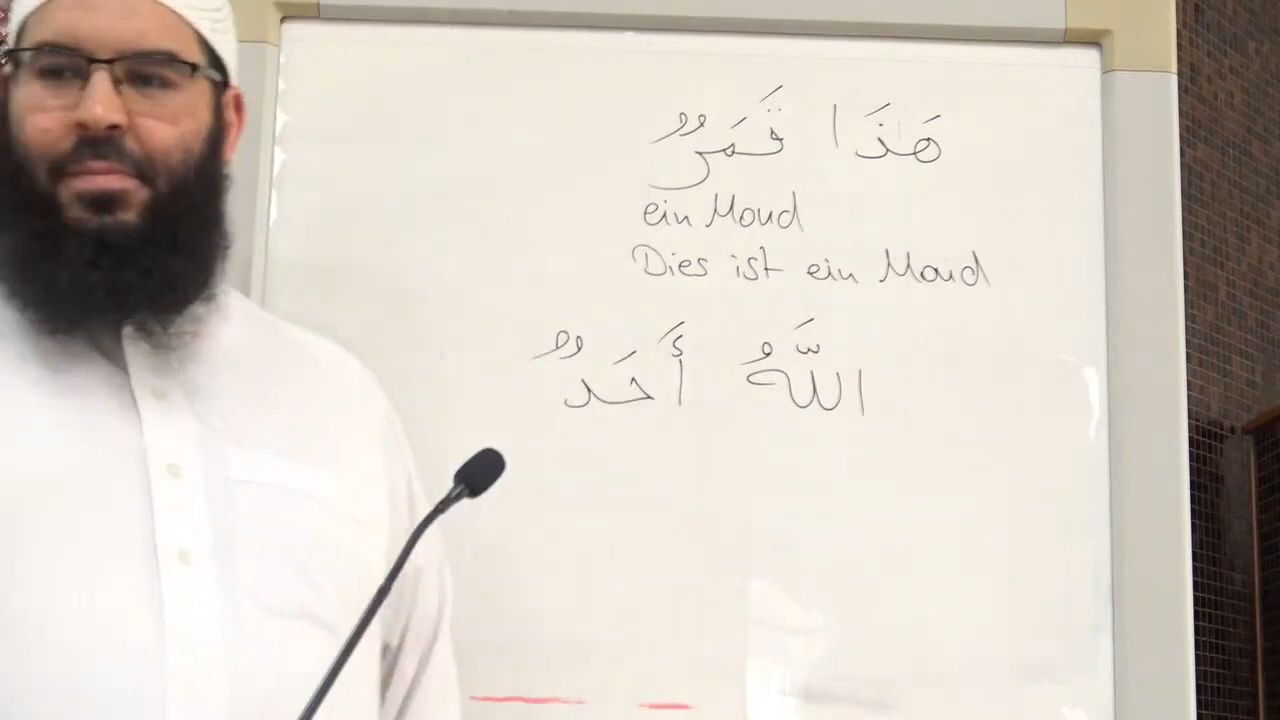 هَذَا قَمَرٌ
ein Mond
Dies ist ein Mond
اللَّهُ أَحَدٌ